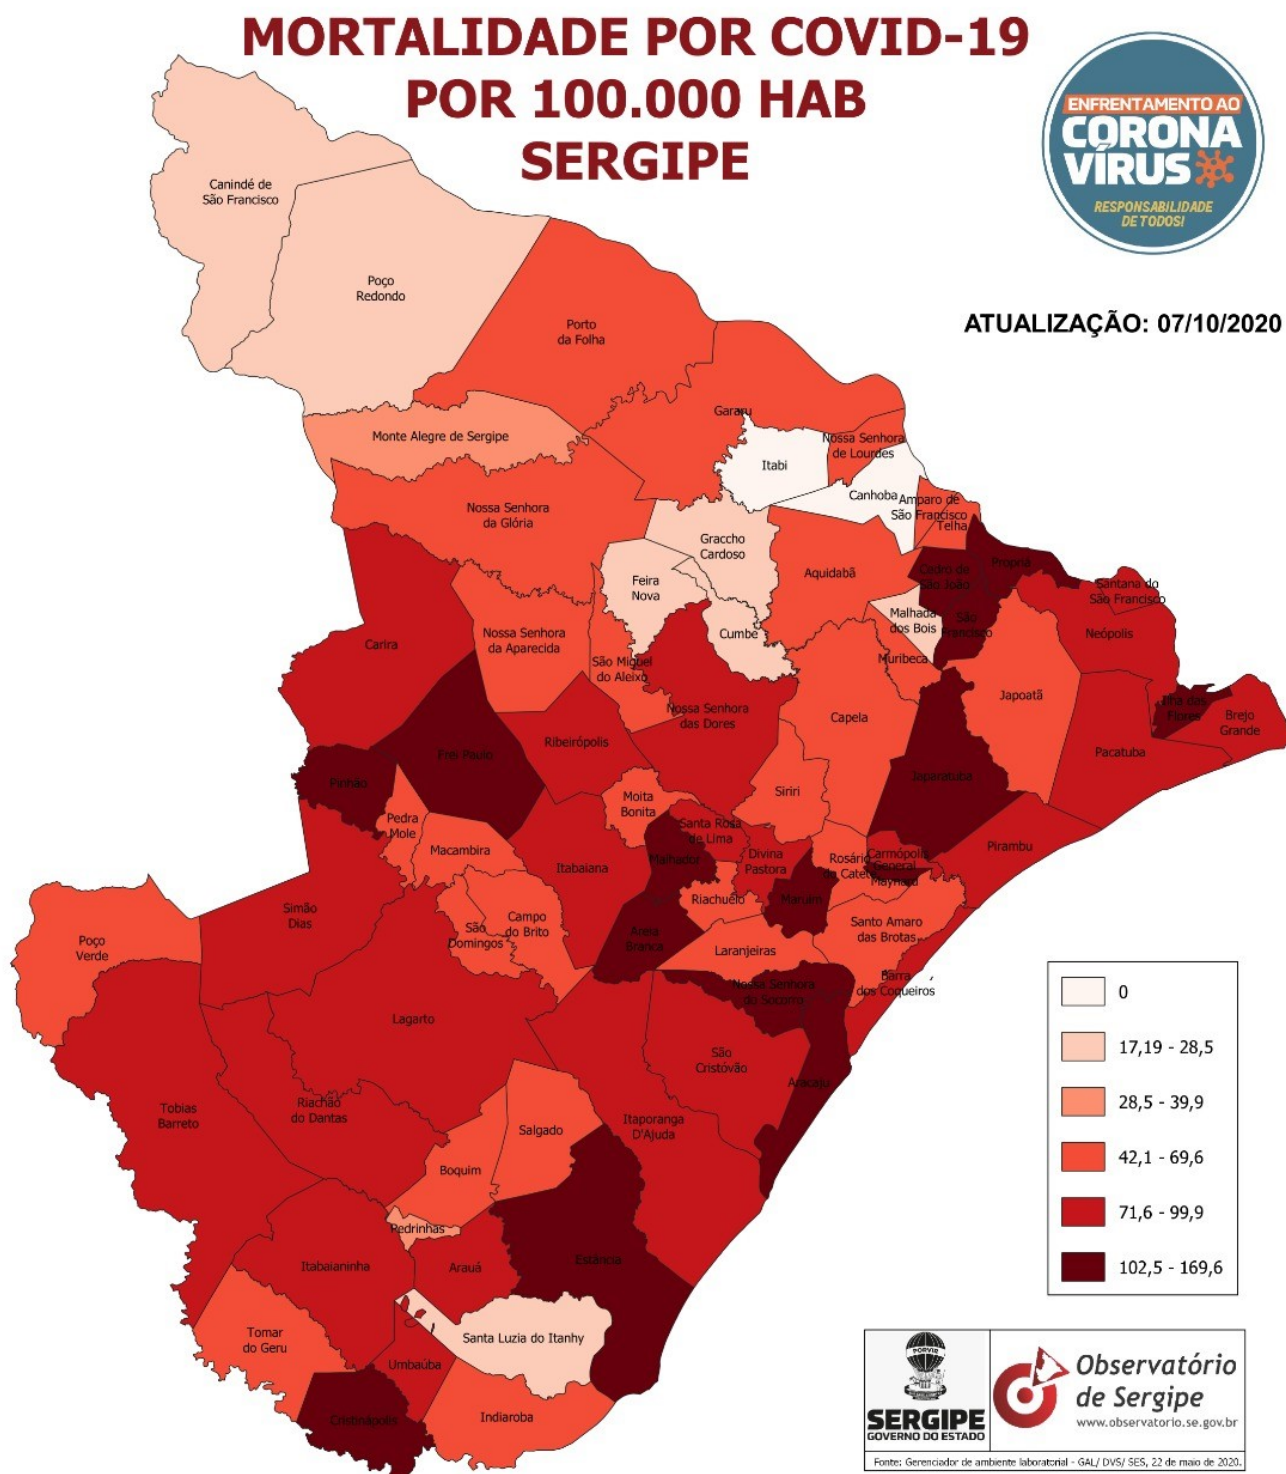 MORTALIDADE POR COVID-19
POR 100.000 HAB
SERGIPE
ENFRENTAMENTO AO
CORONA
VÍRUS
RESPONSABILIDADE
DE TODOS!
ATUALIZAÇÃO: 07/10/2020
Canindé de
São Francisco
Poço
Redondo
Porto
da Folha
Gararu
Monte Alegre de Sergipe
Nossa Senhora
de Lourdes
Itabi
Canhoba
Amparo de
São Francisco
Telha
Nossa Senhora
da Glória
Graccho
Cardoso
Feira
Nova
Aquidabã
Cedro de
São João
Propriá
Santana do
São Francisco
Malhada
dos Bois
São
Francisco
Neópolis
Cumbe
Carira
Nossa Senhora
da Aparecida
São Miguel
do Aleixo
Muribeca
Nossa Senhora
das Dores
Capela
Japoatã
Ilha das
Flores
Brejo
Grande
Pacatuba
Ribeirópolis
Frei Paulo
Pinhão
Japaratuba
Siriri
Moita
Bonita
Pedra
Mole
Macambira
Santa Rosa
de Lima
Malhador
Divina
Pastora
Rosário
do Catete
Carmópolis
General
Maynard
Pirambu
Itabaiana
Riachuelo
Maruim
Simão
Dias
São
Domingos
Campo
do Brito
Areia
Branca
Santo Amaro
das Brotas
Poço
Verde
Laranjeiras
Barra
dos Coqueiros
Nossa Senhora
do Socorro
Lagarto
São
Cristóvão
Aracaju
Tobias
Barreto
Riachão
do Dantas
Itaporanga
D'Ajuda
Salgado
Boquim
Pedrinhas
Itabaianinha
Arauá
Estância
Tomar
do Geru
Santa Luzia do Itanhy
Umbaúba
Cristinápolis
Indiaroba
0
17,19 - 28,5
28,5 - 39,9
42,1 - 69,6
71,6 - 99,9
102,5 - 169,6
PORVIR
SERGIPE
GOVERNO DO ESTADO
Observatório
de Sergipe
www.observatorio.se.gov.br
Fonte: Gerenciador de ambiente laboratorial - GAL/ DVS/ SES, 22 de maio de 2020.